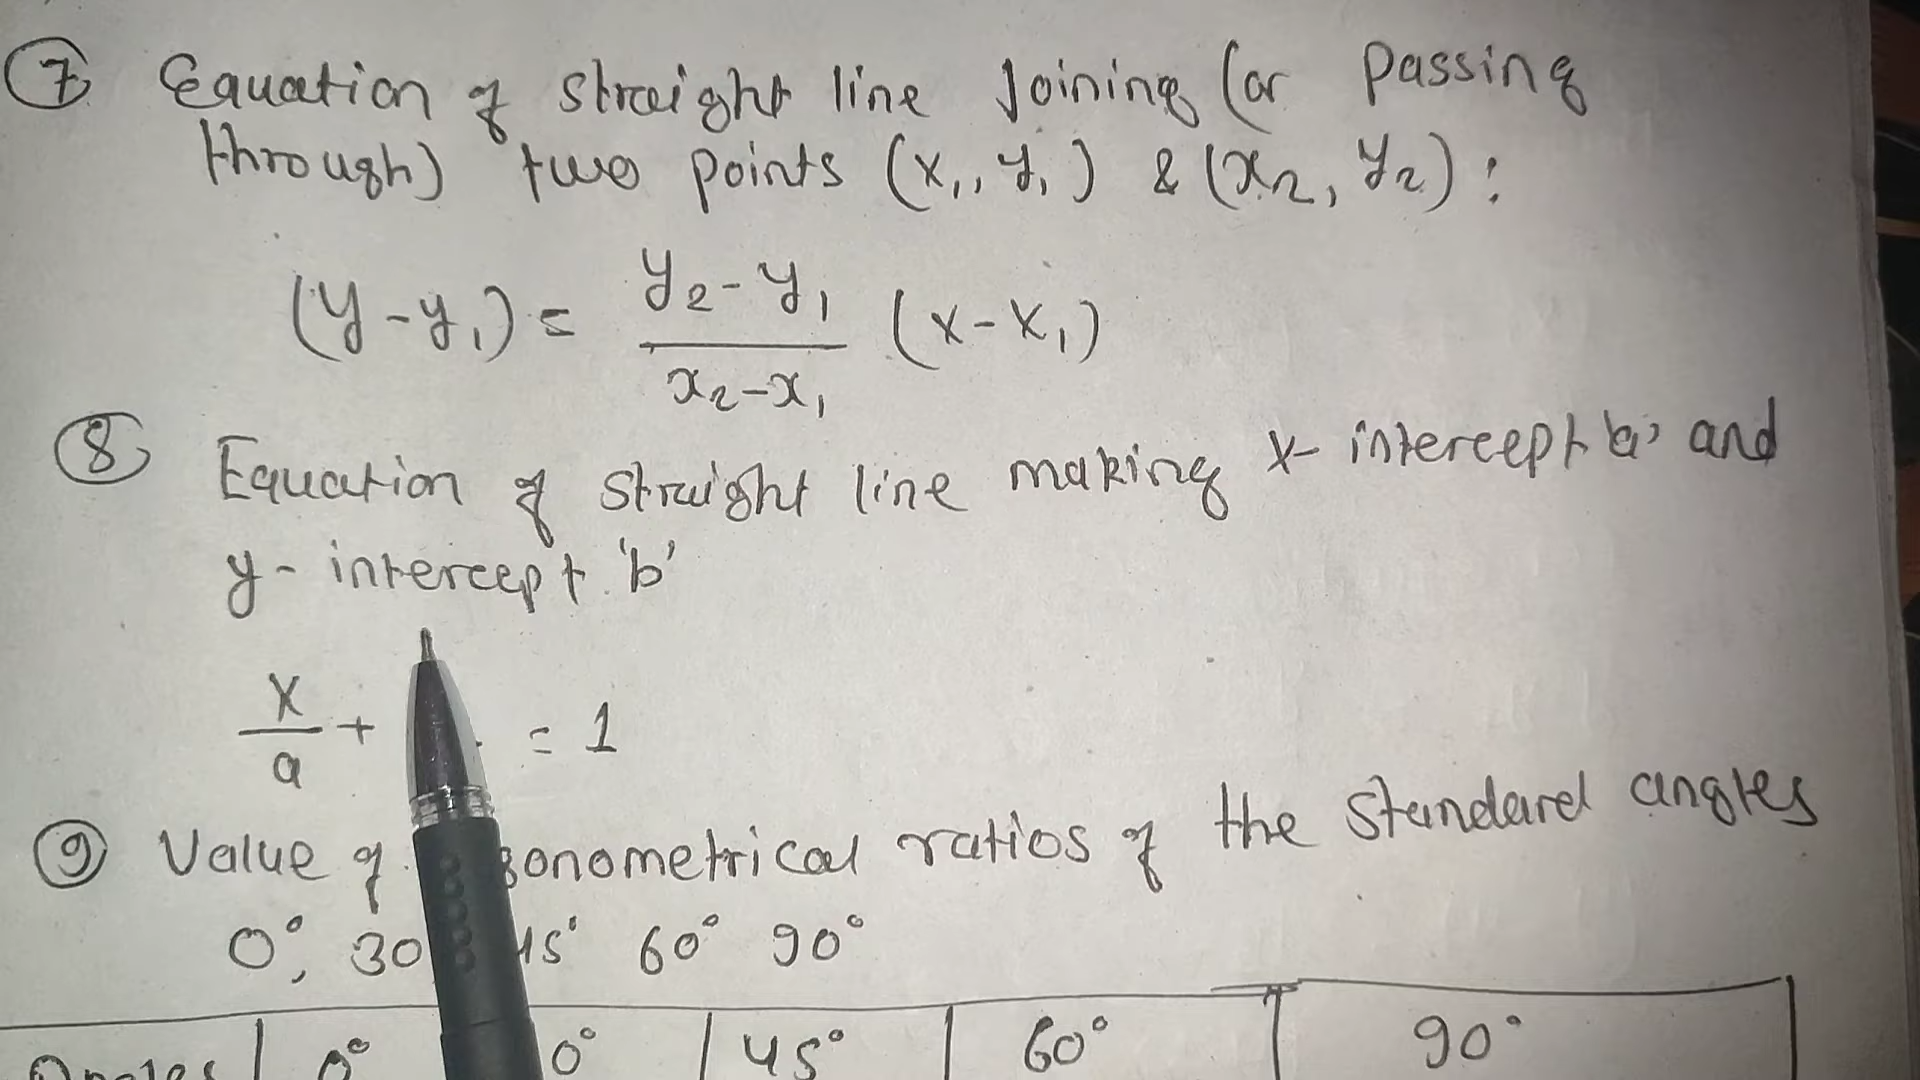 7 Equation of straight line Joining (or Passing
through) two points (x₁, y₁) & (x₂, y₂):
(y-y₁) = y₂-y₁ / x₂-x₁ (x-x₁)
8 Equation of straight line making x-intercept 'a' and
y-intercept 'b'
x/a + = 1
9 Value of ratios of the standard angles
0°, 30 60° 90°
0° 45° 60° 90°